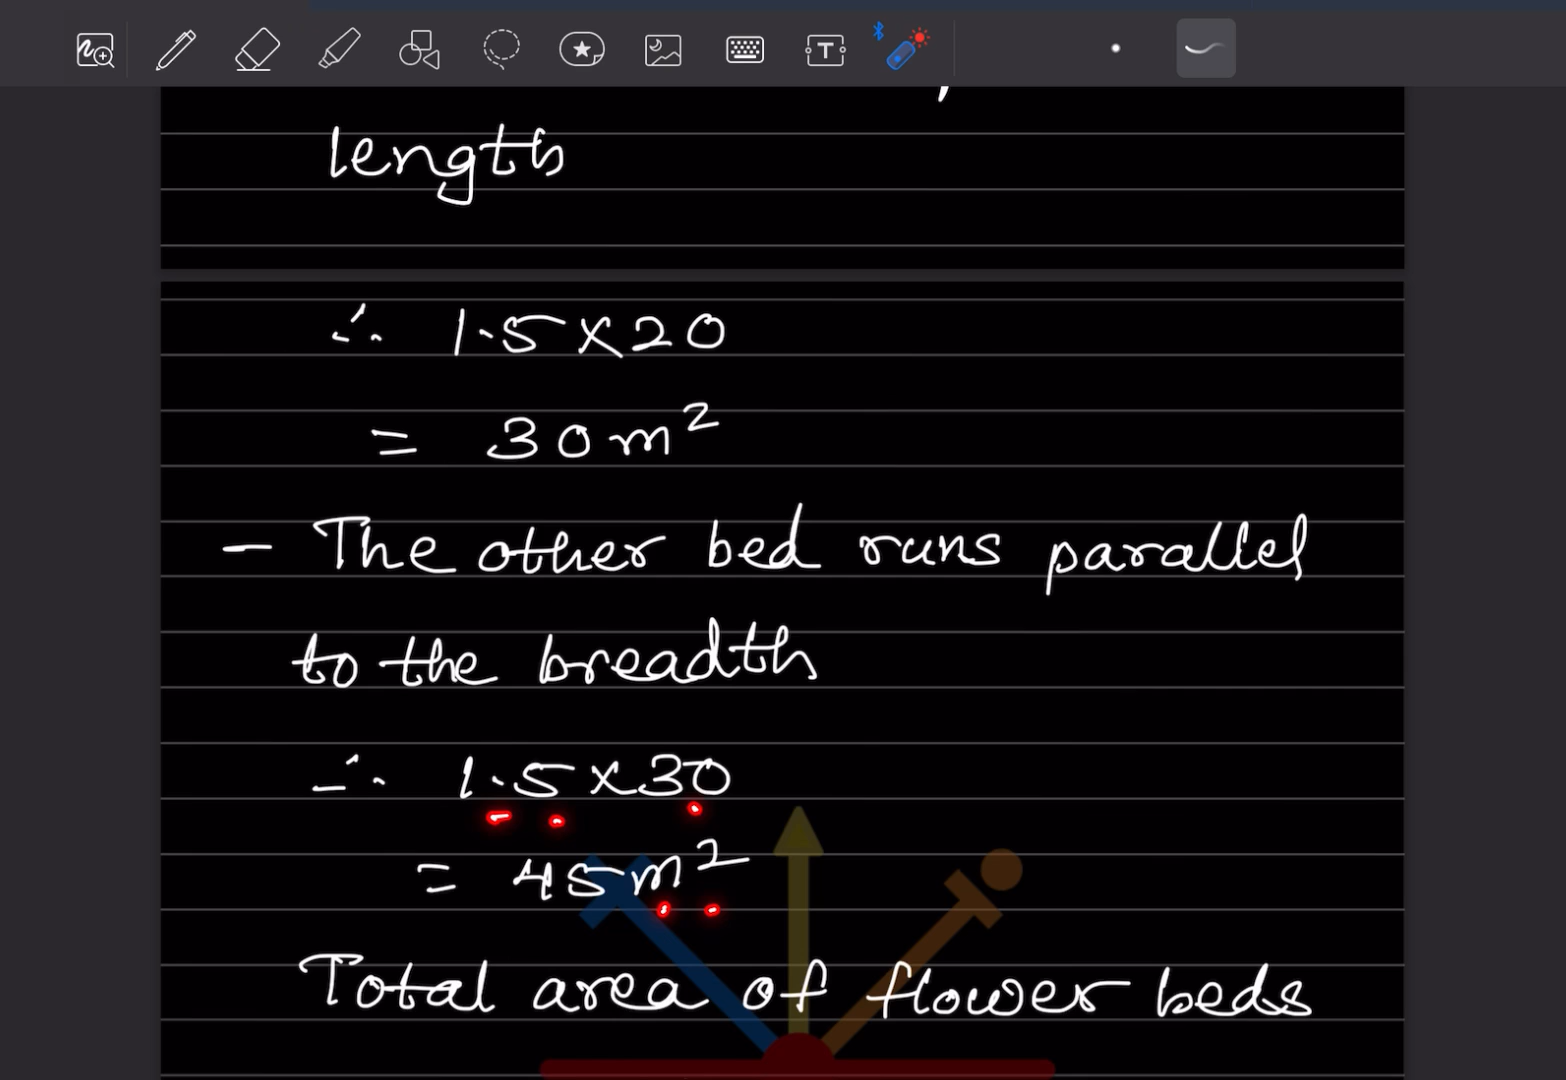 length
∴ 1.5×20
= 30m²
- The other bed runs parallel
to the breadth
∴ 1.5×30
= 45m²
Total area of flower beds